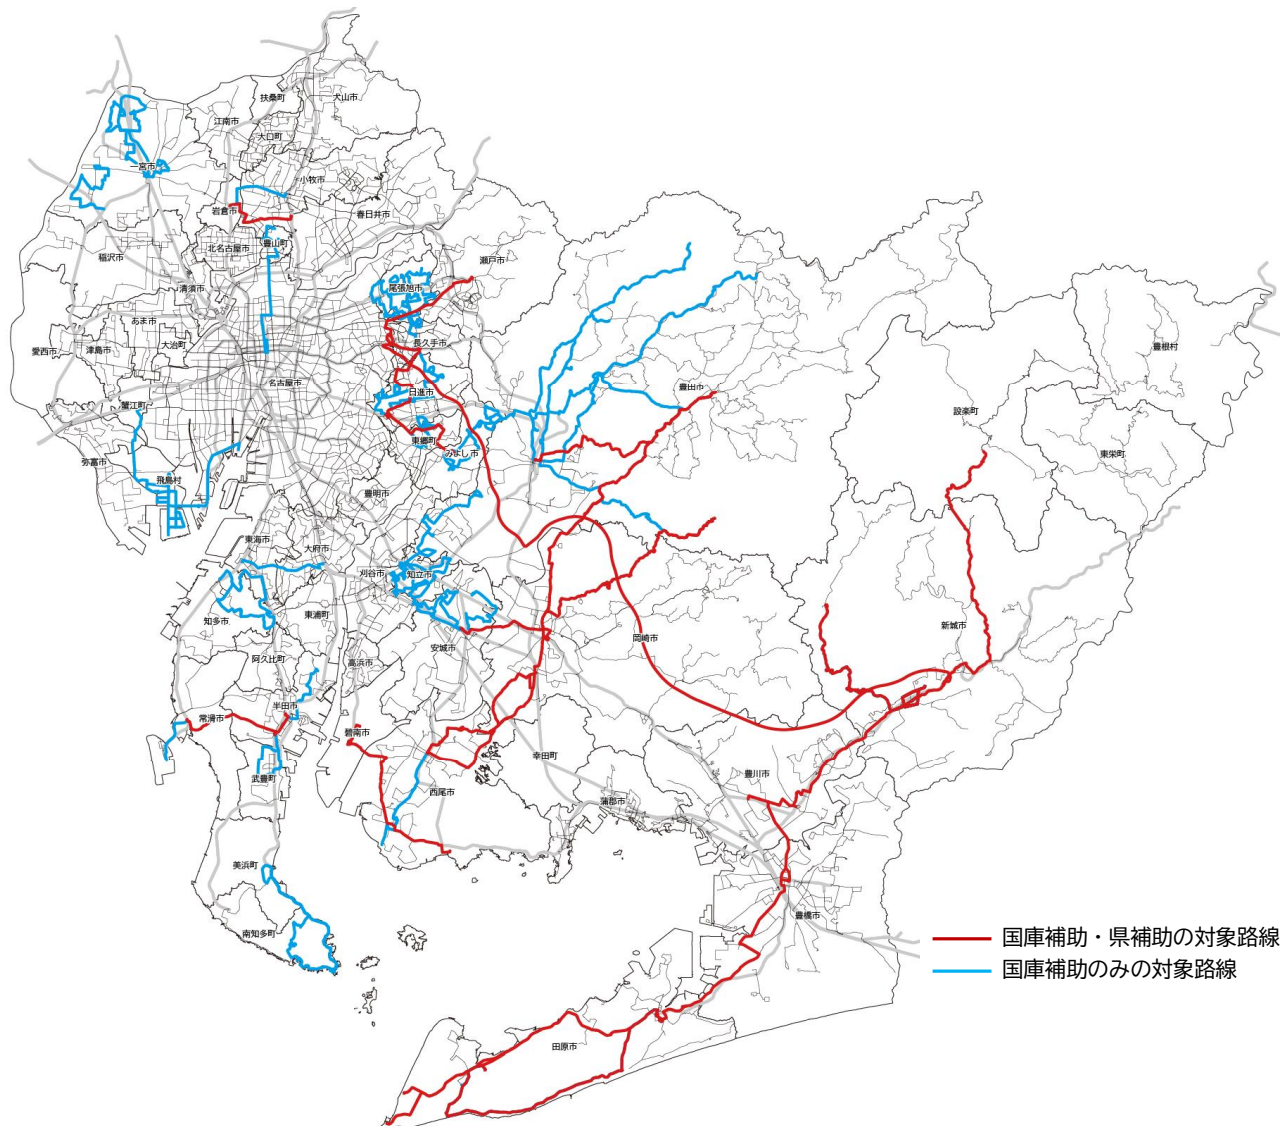 扶桑町
犬山市
江南市
大口町
一宮市
小牧市
岩倉市
春日井市
豊山町
北名古屋市
稲沢市
瀬戸市
清須市
尾張旭市
あま市
大治町
長久手市
愛西市
津島市
豊根村
名古屋市
豊田市
日進市
蟹江町
設楽町
東郷町
みよし市
東栄町
弥富市
飛島村
豊明市
東海市
大府市
刈谷市
知立市
知多市
東浦町
新城市
岡崎市
安城市
阿久比町
高浜市
半田市
常滑市
碧南市
幸田町
武豊町
豊川市
西尾市
蒲郡市
美浜町
豊橋市
南知多町
国庫補助・県補助の対象路線
国庫補助のみの対象路線
田原市